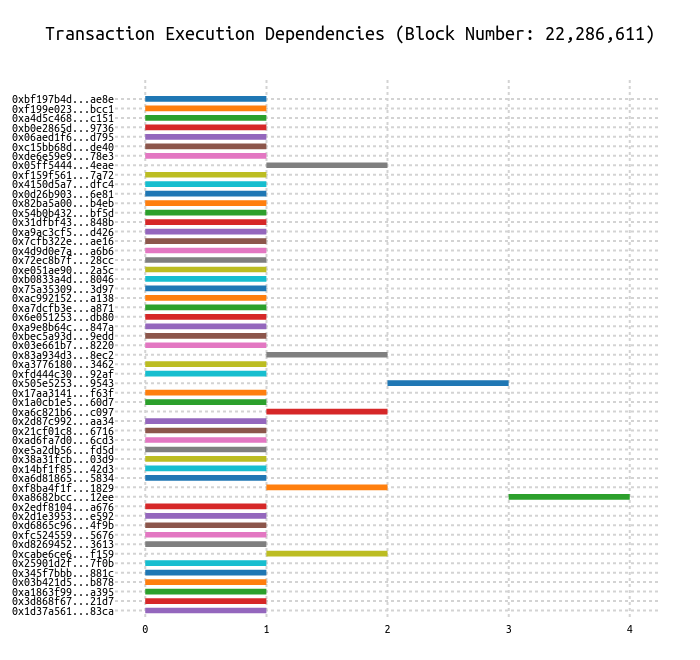 Transaction Execution Dependencies (Block Number: 22,286,611)
0xbf197b4d...ae8e
0xf199e023...bcc1
0xa4d5c468...c151
0xb0e2865d...9736
0x06aed1f6...d795
0xc15bb68d...de40
0xde6e59e9...78e3
0x05ff5444...4eae
0xf159f561...7a72
0x4150d5a7...dfc4
0x0d26b903...6e81
0x82ba5a00...b4eb
0x54b0b432...bf5d
0x31dfbf43...848b
0xa9ac3cf5...d426
0x7cfb322e...ae16
0x4d9d0e7a...a6b6
0x72ec8b7f...28cc
0xe051ae90...2a5c
0xb0833a4d...8046
0x75a35309...3d97
0xac992152...a138
0xa7dcfb3e...a871
0x6e051253...db80
0xa9e8b64c...847a
0xbec5a93d...9edd
0x03e661b7...8220
0x83a934d3...8ec2
0xa3776180...3462
0xfd444c30...92af
0x505e5253...9543
0x17aa3141...f63f
0x1a0cb1e5...60d7
0xa6c821b6...c097
0x2d87c992...aa34
0x21cf01c8...6716
0xad6fa7d0...6cd3
0xe5a2db56...fd5d
0x38a31fcb...03d9
0x14bf1f85...42d3
0xa6d81865...5834
0xf8ba4f1f...1829
0xa8682bcc...12ee
0x2edf8104...a676
0x2d1e3953...e592
0xd6865c96...4f9b
0xfc524559...5676
0xd8269452...3613
0xcabe6ce6...f159
0x25901d2f...7f0b
0x345f7bbb...881c
0x03b421d5...b878
0xa1863f99...a395
0x3d868f67...21d7
0x1d37a561...83ca
0 1 2 3 4